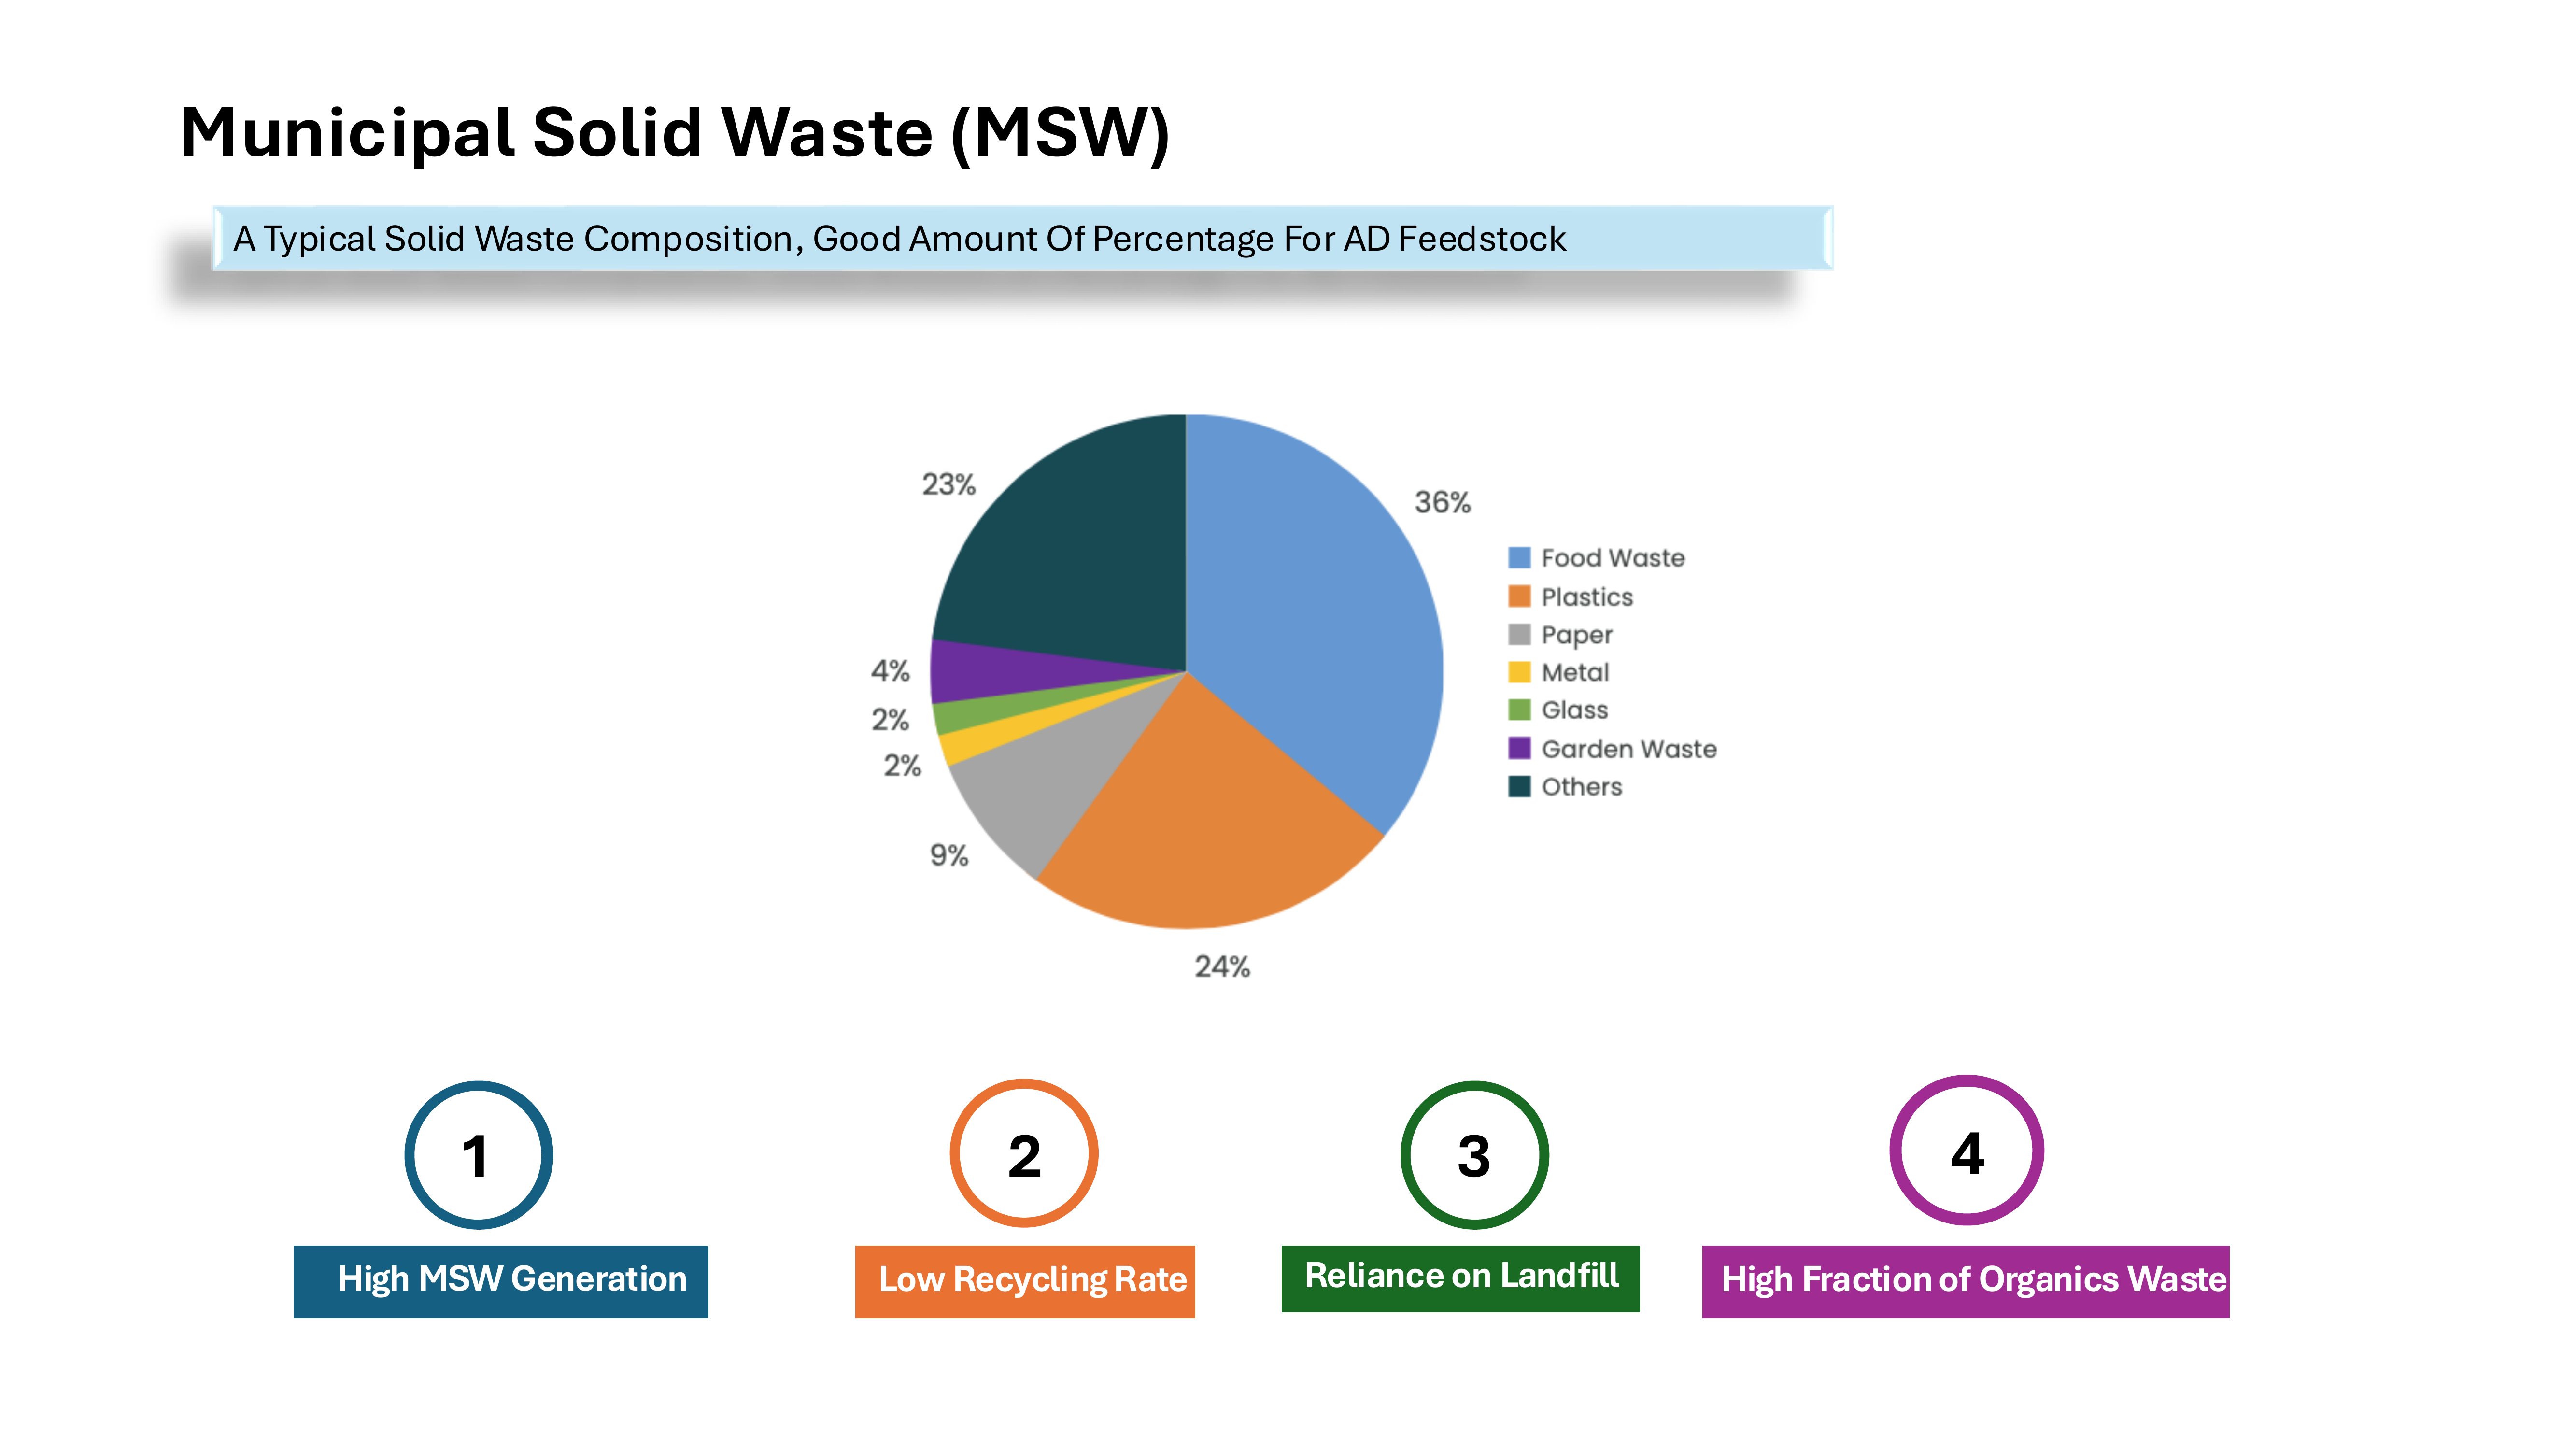 Municipal Solid Waste (MSW)
A Typical Solid Waste Composition, Good Amount Of Percentage For AD Feedstock
23%
36%
4%
2%
2%
9%
24%
Food Waste
Plastics
Paper
Metal
Glass
Garden Waste
Others
1
High MSW Generation
2
Low Recycling Rate
3
Reliance on Landfill
4
High Fraction of Organics Waste